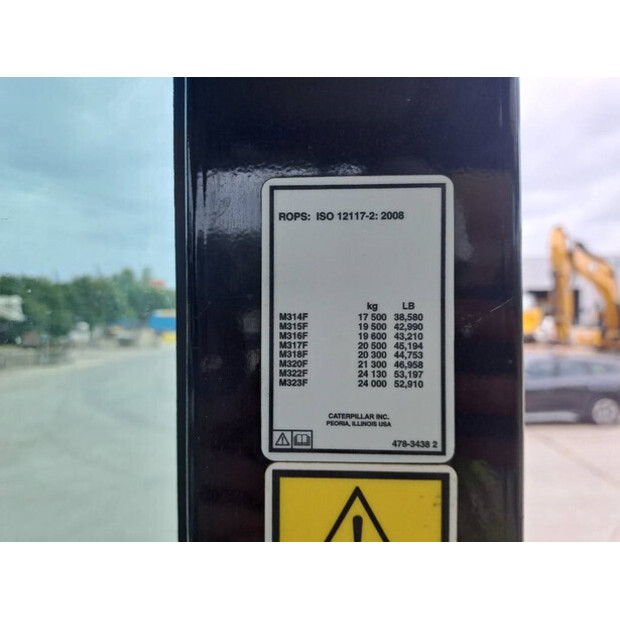 ROPS: ISO 12117-2: 2008
kg LB
M314F 17 500 38,580
M315F 19 500 42,990
M316F 19 600 43,210
M317F 20 500 45,194
M318F 20 300 44,753
M320F 21 300 46,958
M322F 24 130 53,197
M323F 24 000 52,910
CATERPILLAR INC.
PEORIA, ILLINOIS USA
478-3438 2